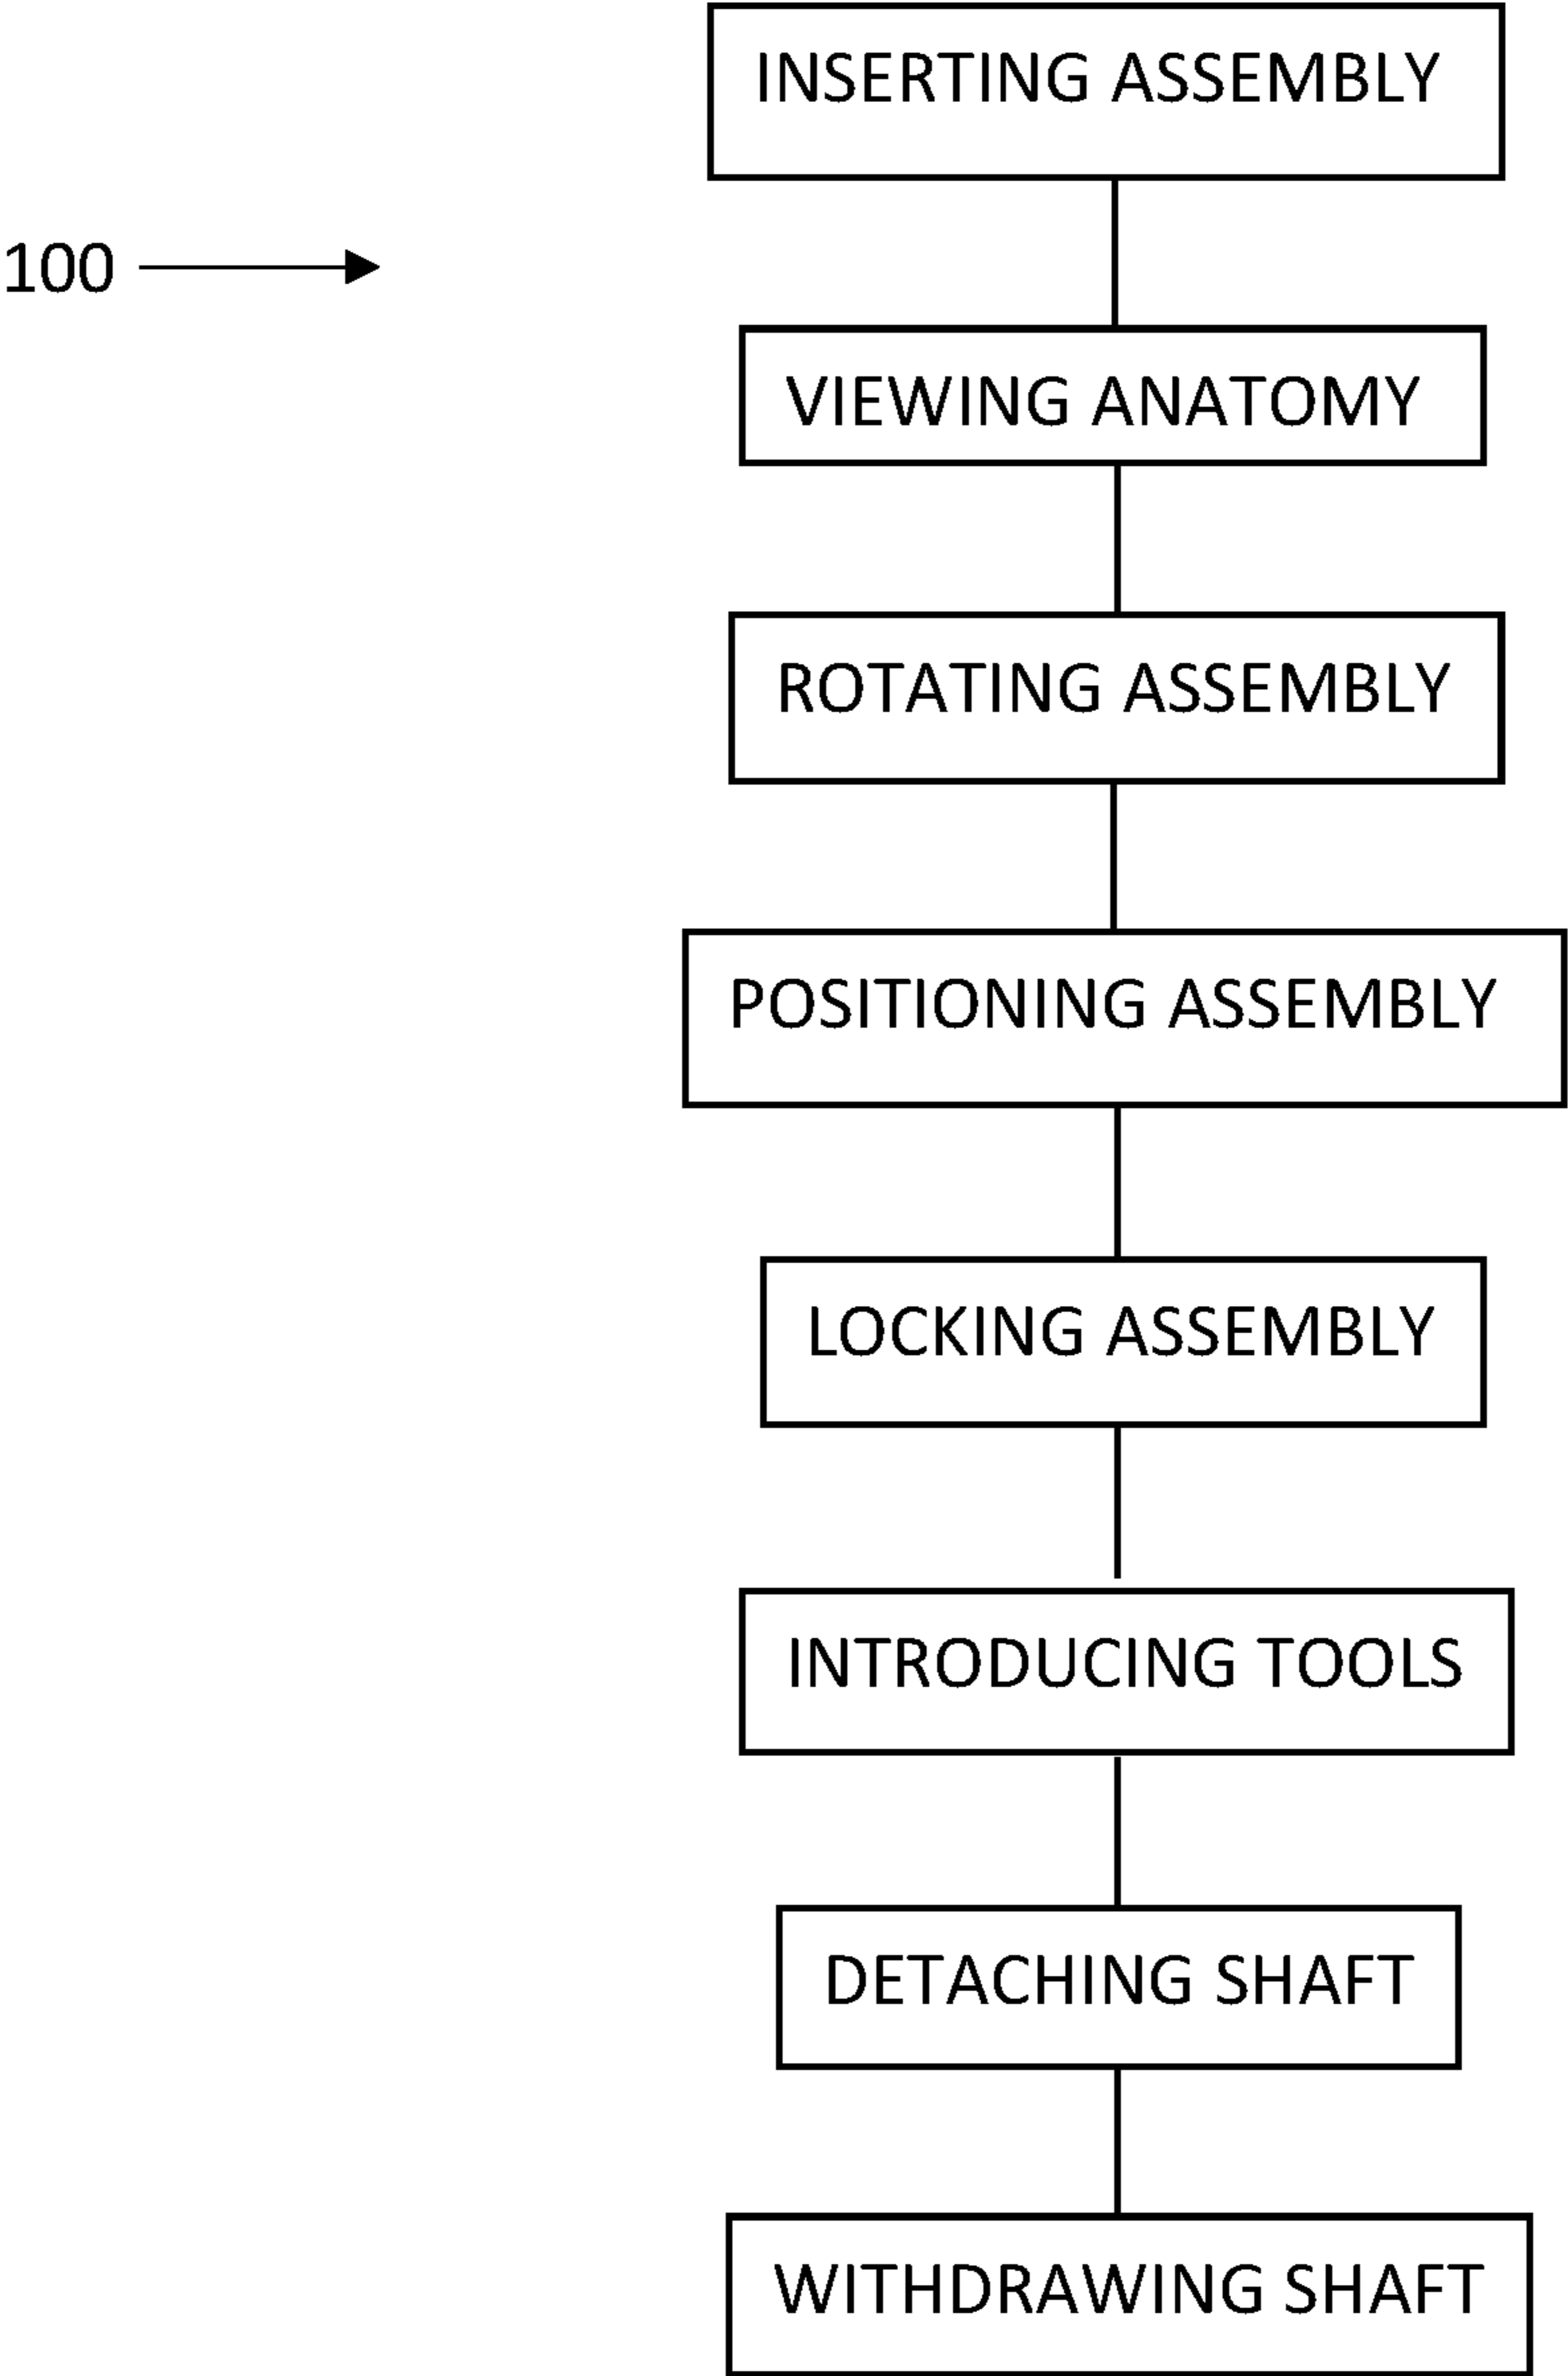 INSERTING ASSEMBLY
100
VIEWING ANATOMY
ROTATING ASSEMBLY
POSITIONING ASSEMBLY
LOCKING ASSEMBLY
INTRODUCING TOOLS
DETACHING SHAFT
WITHDRAWING SHAFT